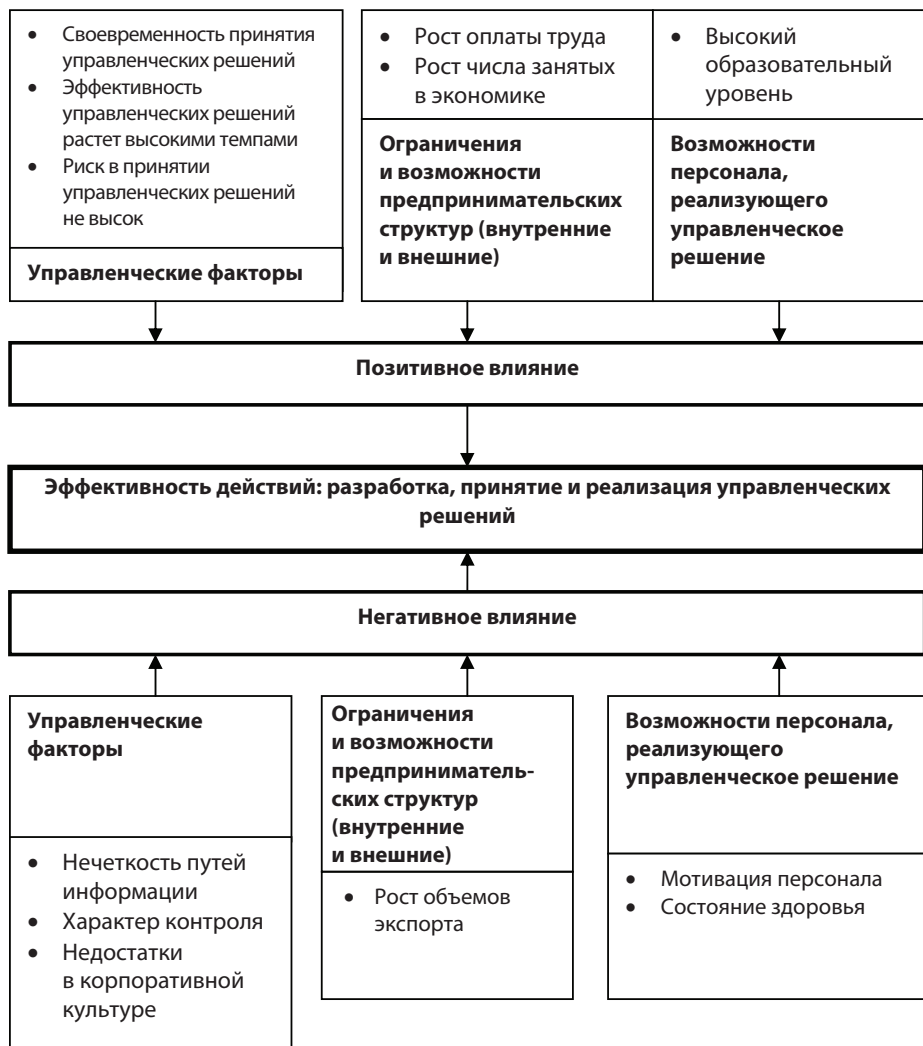 • Своевременность принятия
управленческих решений
• Эффективность
управленческих решений
растет высокими темпами
• Риск в принятии
управленческих решений
не высок
Управленческие факторы
• Рост оплаты труда
• Рост числа занятых
в экономике
Ограничения
и возможности
предпринимательских
структур (внутренние
и внешние)
• Высокий
образовательный
уровень
Возможности
персонала,
реализующего
управленческое
решение
Позитивное влияние
Эффективность действий: разработка, принятие и реализация управленческих
решений
Негативное влияние
Управленческие
факторы
• Нечеткость путей
информации
• Характер контроля
• Недостатки
в корпоративной
культуре
Ограничения
и возможности
предприниматель-
ских структур
(внутренние
и внешние)
• Рост объемов
экспорта
Возможности персонала,
реализующего
управленческое решение
• Мотивация персонала
• Состояние здоровья